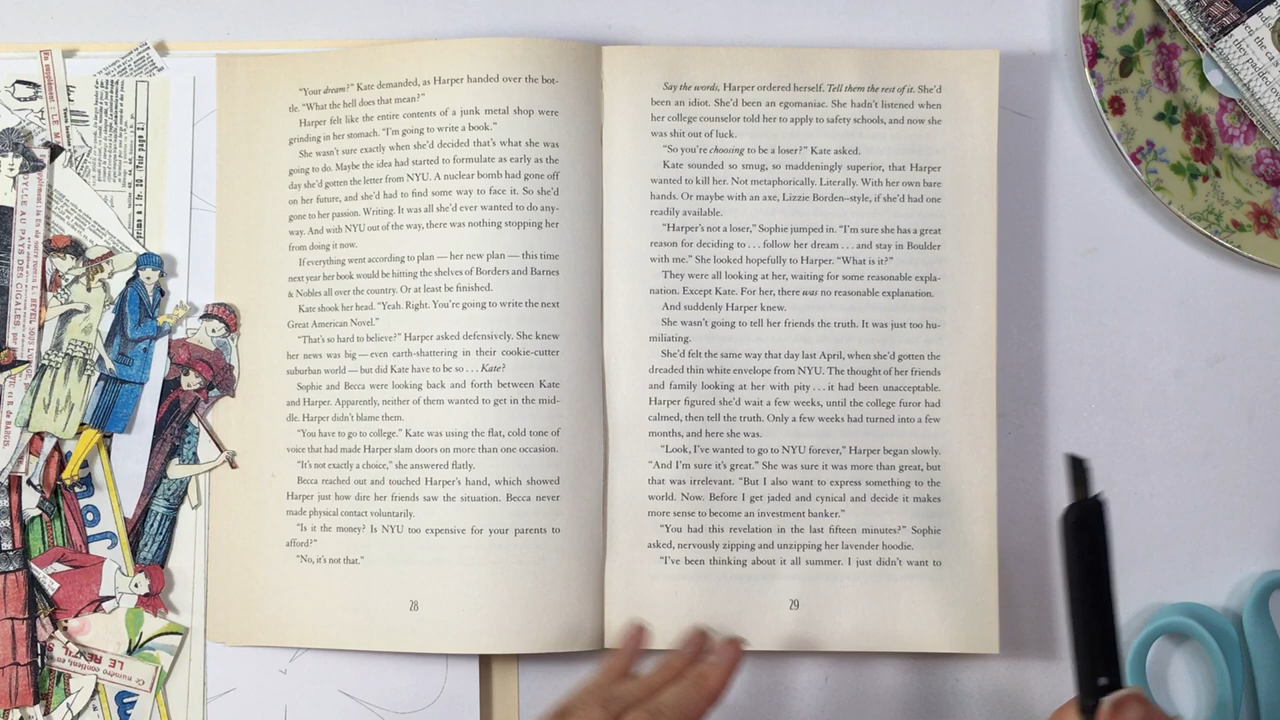 “Your dream?” Kate demanded, as Harper handed over the bot-
tle. “What the hell does that mean?”
Harper felt like the entire contents of a junk metal shop were
grinding in her stomach. “I’m going to write a book.”
She wasn’t sure exactly when she’d decided that’s what she was
going to do. Maybe the idea had started to formulate as early as the
day she’d gotten the letter from NYU. A nuclear bomb had gone off
on her future, and she’d had to find some way to face it. So she’d
gone to her passion. Writing. It was all she’d ever wanted to do any-
way. And with NYU out of the way, there was nothing stopping her
from doing it now.
If everything went according to plan — her new plan — this time
next year her book would be hitting the shelves of Borders and Barnes
& Nobles all over the country. Or at least be finished.
Kate shook her head. “Yeah. Right. You’re going to write the next
Great American Novel.”
“That’s so hard to believe?” Harper asked defensively. She knew
her news was big — even earth-shattering in their cookie-cutter
suburban world — but did Kate have to be so . . . Kate?
Sophie and Becca were looking back and forth between Kate
and Harper. Apparently, neither of them wanted to get in the mid-
dle. Harper didn’t blame them.
“You have to go to college.” Kate was using the flat, cold tone of
voice that had made Harper slam doors on more than one occasion.
“It’s not exactly a choice,” she answered flatly.
Becca reached out and touched Harper’s hand, which showed
Harper just how dire her friends saw the situation. Becca never
made physical contact voluntarily.
“Is it the money? Is NYU too expensive for your parents to
afford?”
“No, it’s not that.”
28
Say the words, Harper ordered herself. Tell them the rest of it. She’d
been an idiot. She’d been an egomaniac. She hadn’t listened when
her college counselor told her to apply to safety schools, and now she
was shit out of luck.
“So you’re choosing to be a loser?” Kate asked.
Kate sounded so smug, so maddeningly superior, that Harper
wanted to kill her. Not metaphorically. Literally. With her own bare
hands. Or maybe with an axe, Lizzie Borden–style, if she’d had one
readily available.
“Harper’s not a loser,” Sophie jumped in. “I’m sure she has a great
reason for deciding to . . . follow her dream . . . and stay in Boulder
with me.” She looked hopefully to Harper. “What is it?”
They were all looking at her, waiting for some reasonable expla-
nation. Except Kate. For her, there was no reasonable explanation.
And suddenly Harper knew.
She wasn’t going to tell her friends the truth. It was just too hu-
miliating.
She’d felt the same way that day last April, when she’d gotten the
dreaded thin white envelope from NYU. The thought of her friends
and family looking at her with pity . . . it had been unacceptable.
Harper figured she’d wait a few weeks, until the college furor had
calmed, then tell the truth. Only a few weeks had turned into a few
months, and here she was.
“Look, I’ve wanted to go to NYU forever,” Harper began slowly.
“And I’m sure it’s great.” She was sure it was more than great, but
that was irrelevant. “But I also want to express something to the
world. Now. Before I get jaded and cynical and decide it makes
more sense to become an investment banker.”
“You had this revelation in the last fifteen minutes?” Sophie
asked, nervously zipping and unzipping her lavender hoodie.
“I’ve been thinking about it all summer. I just didn’t want to
29
AU PAYS DES CIGALES, par
et R. de BARGIS.
Ce numéro contient, en
LE